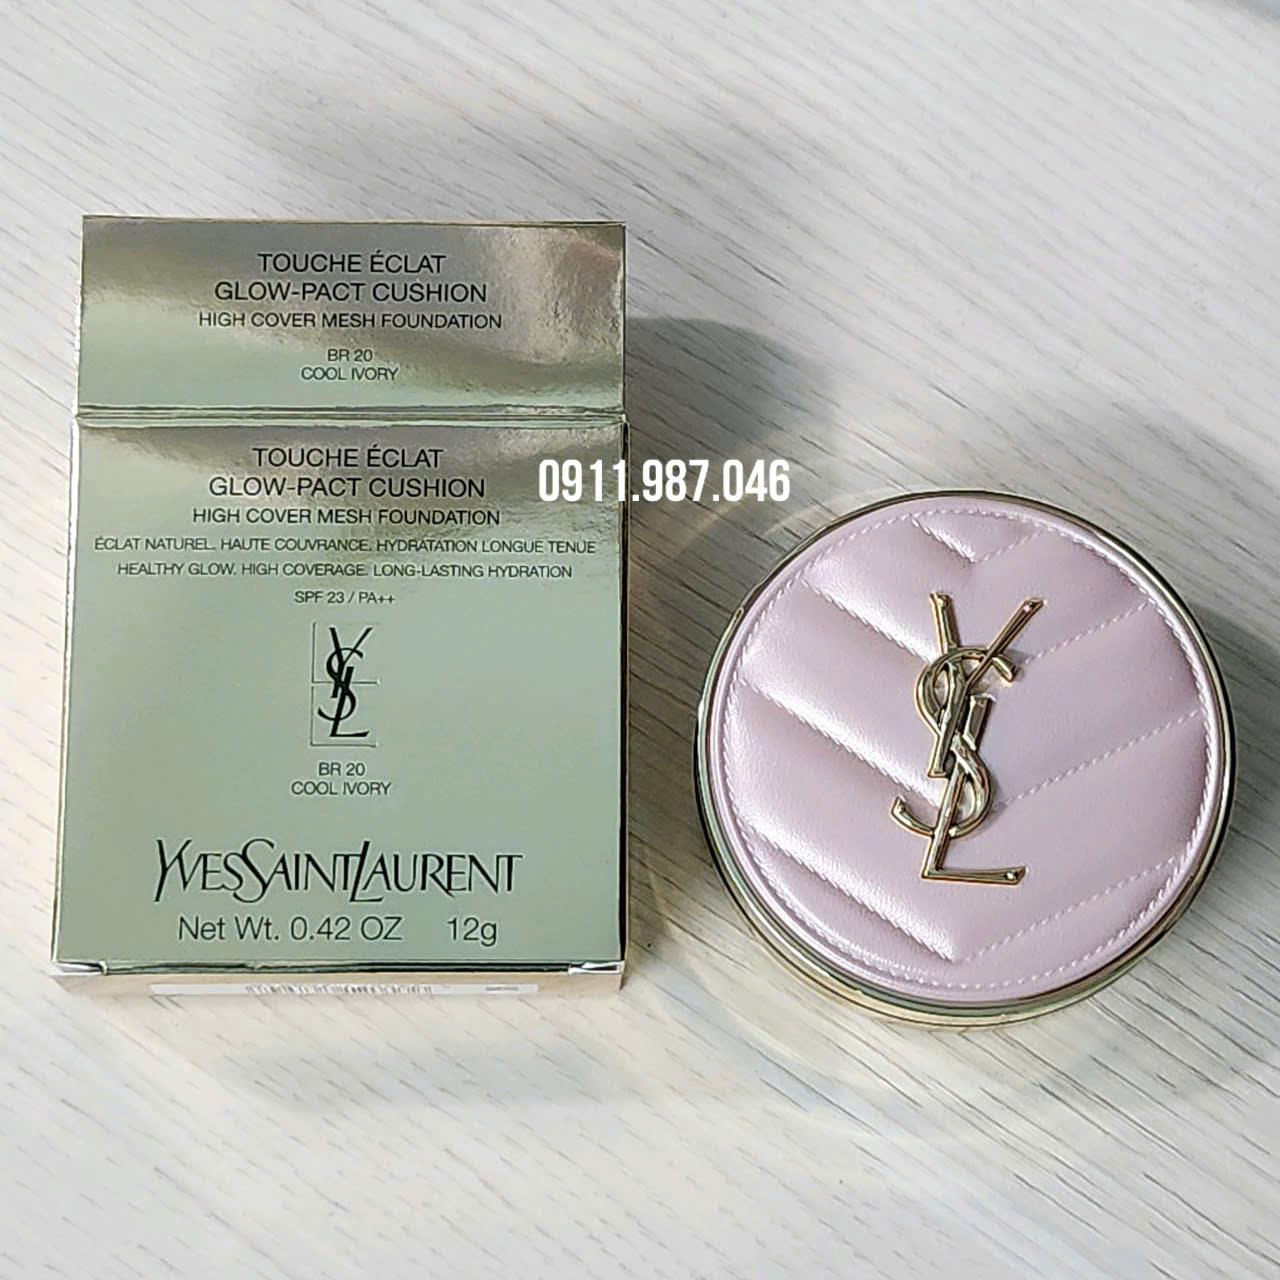 TOUCHE ÉCLAT
GLOW-PACT CUSHION
HIGH COVER MESH FOUNDATION
BR 20
COOL IVORY
TOUCHE ÉCLAT
GLOW-PACT CUSHION
HIGH COVER MESH FOUNDATION
ÉCLAT NATUREL. HAUTE COUVRANCE. HYDRATATION LONGUE TENUE
HEALTHY GLOW. HIGH COVERAGE. LONG-LASTING HYDRATION
SPF 23 / PA++
YSL
BR 20
COOL IVORY
YVESSAINTLAURENT
Net Wt. 0.42 OZ 12g
0911.987.046
YSL